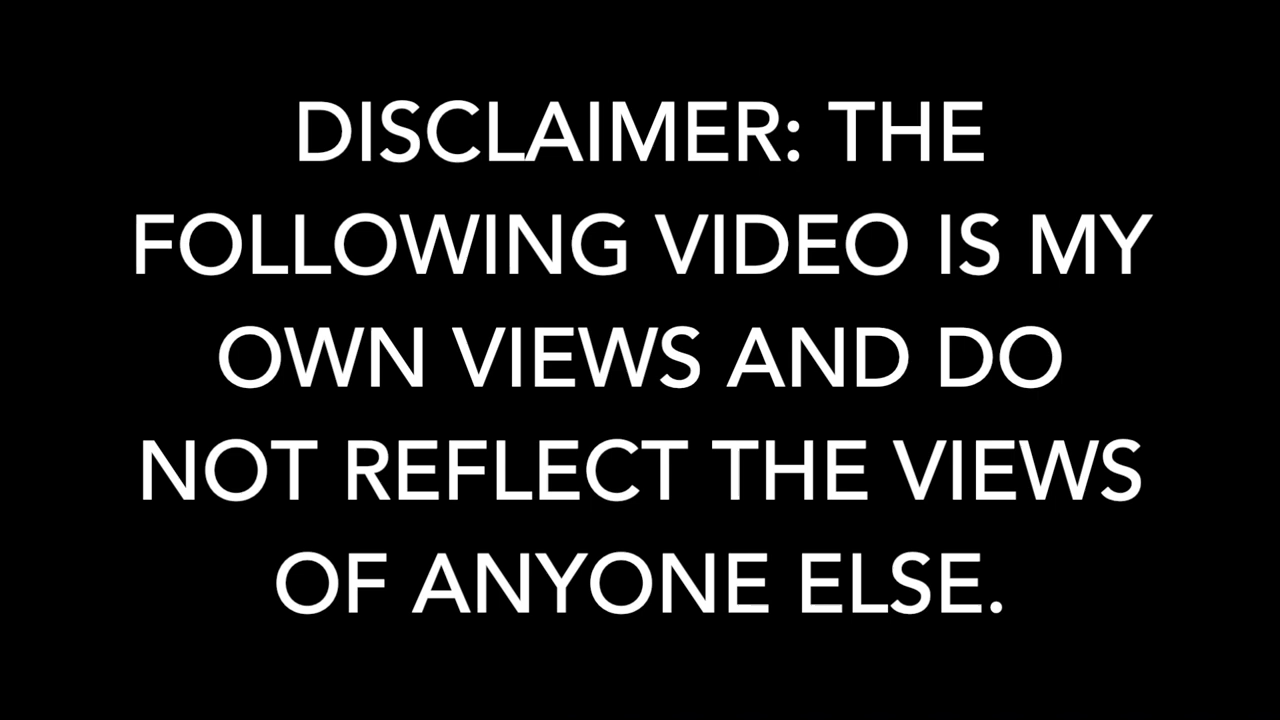 DISCLAIMER: THE
FOLLOWING VIDEO IS MY
OWN VIEWS AND DO
NOT REFLECT THE VIEWS
OF ANYONE ELSE.